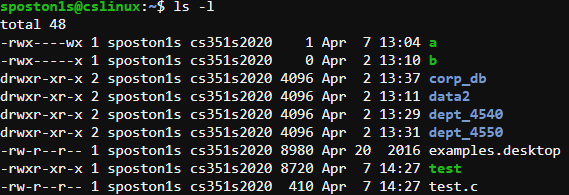 sposton1s@cslinux:~$ ls -l
total 48
-rwx----wx 1 sposton1s cs351s2020    1 Apr  7 13:04 a
-rwx-----x 1 sposton1s cs351s2020    0 Apr  2 13:10 b
drwxr-xr-x 2 sposton1s cs351s2020 4096 Apr  2 13:37 corp_db
drwxr-xr-x 2 sposton1s cs351s2020 4096 Apr  2 13:11 data2
drwxr-xr-x 2 sposton1s cs351s2020 4096 Apr  2 13:29 dept_4540
drwxr-xr-x 2 sposton1s cs351s2020 4096 Apr  2 13:31 dept_4550
-rw-r--r-- 1 sposton1s cs351s2020 8980 Apr 20  2016 examples.desktop
-rwxr-xr-x 1 sposton1s cs351s2020 8720 Apr  7 14:27 test
-rw-r--r-- 1 sposton1s cs351s2020  410 Apr  7 14:27 test.c